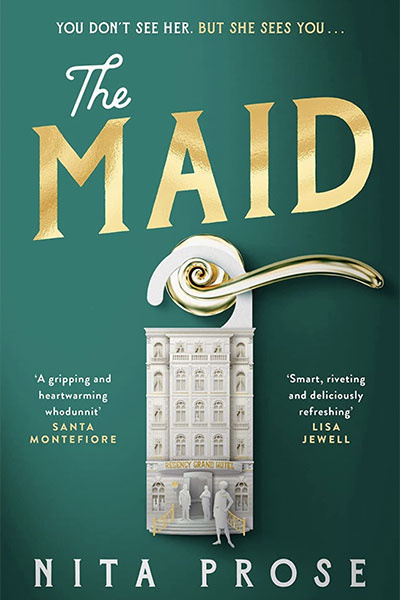 YOU DON'T SEE HER. BUT SHE SEES YOU...
The
MAID
REGENCY GRAND HOTEL
'A gripping and
heartwarming
whodunnit'
SANTA
MONTEFIORE
'Smart, riveting
and deliciously
refreshing'
LISA
JEWELL
NITA PROSE